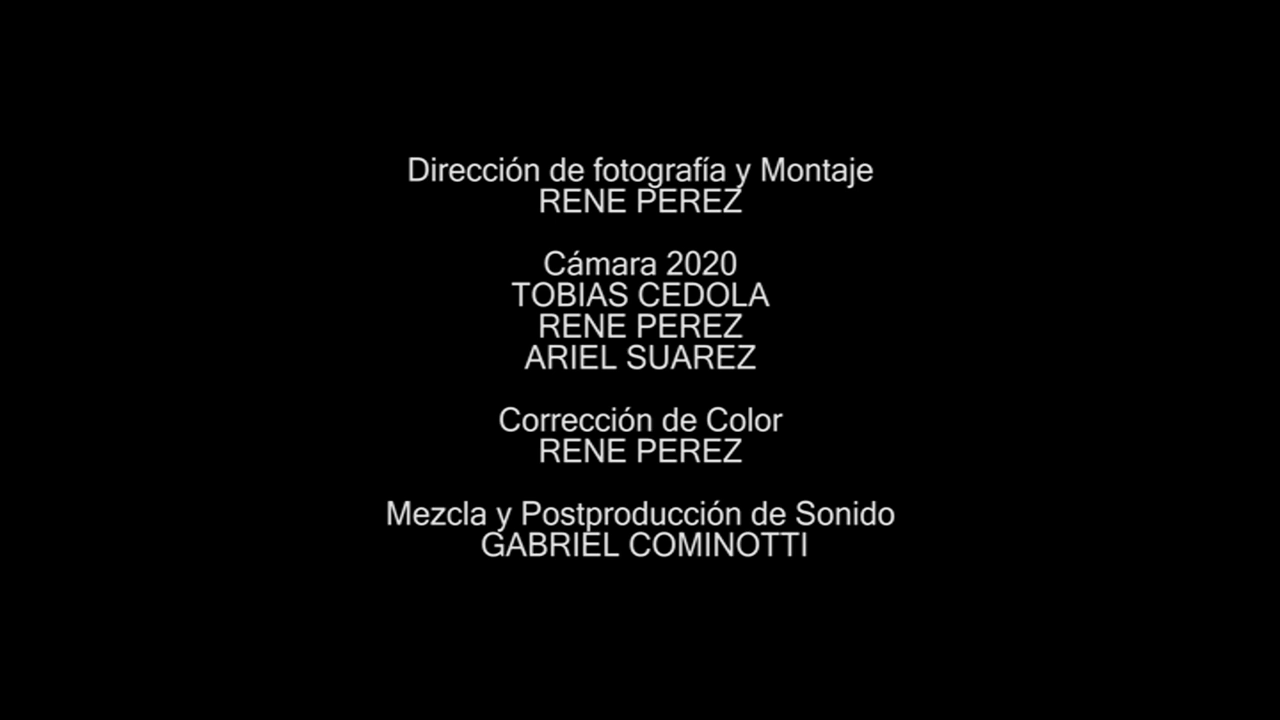 Dirección de fotografía y Montaje
RENE PEREZ
Cámara 2020
TOBIAS CEDOLA
RENE PEREZ
ARIEL SUAREZ
Corrección de Color
RENE PEREZ
Mezcla y Postproducción de Sonido
GABRIEL COMINOTTI